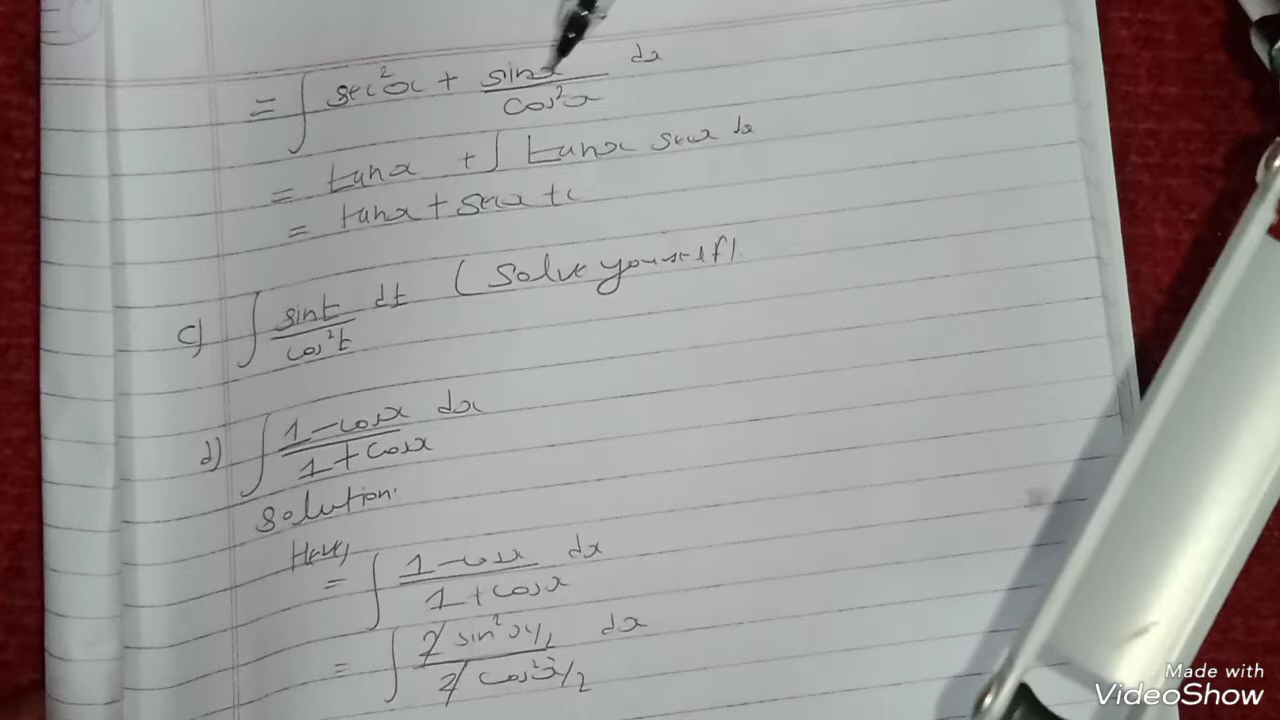 = ∫ sec²x + sinx/cos²x dx
= tanx + ∫ tanx secx dx
= tanx + secx + c
c) ∫ sint/cos²t dt (Solve yourself)
d) ∫ 1-cosx/1+cosx dx
Solution:
Here,
= ∫ 1-cosx/1+cosx dx
= ∫ 2 sin²x/2 / 2 cos²x/2 dx
Made with
VideoShow